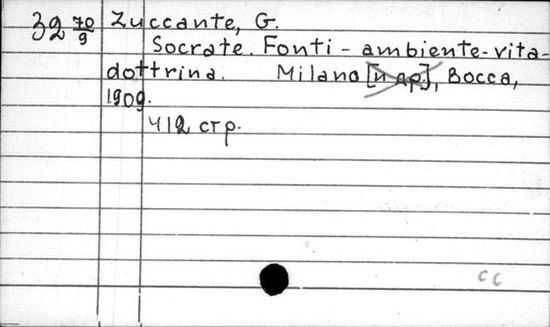 32 70/9 Zuccante, G.
Socrate. Fonti - ambiente-vita-
dottrina. Milano [и др.], Bocca,
1909.
412 стр.
cc